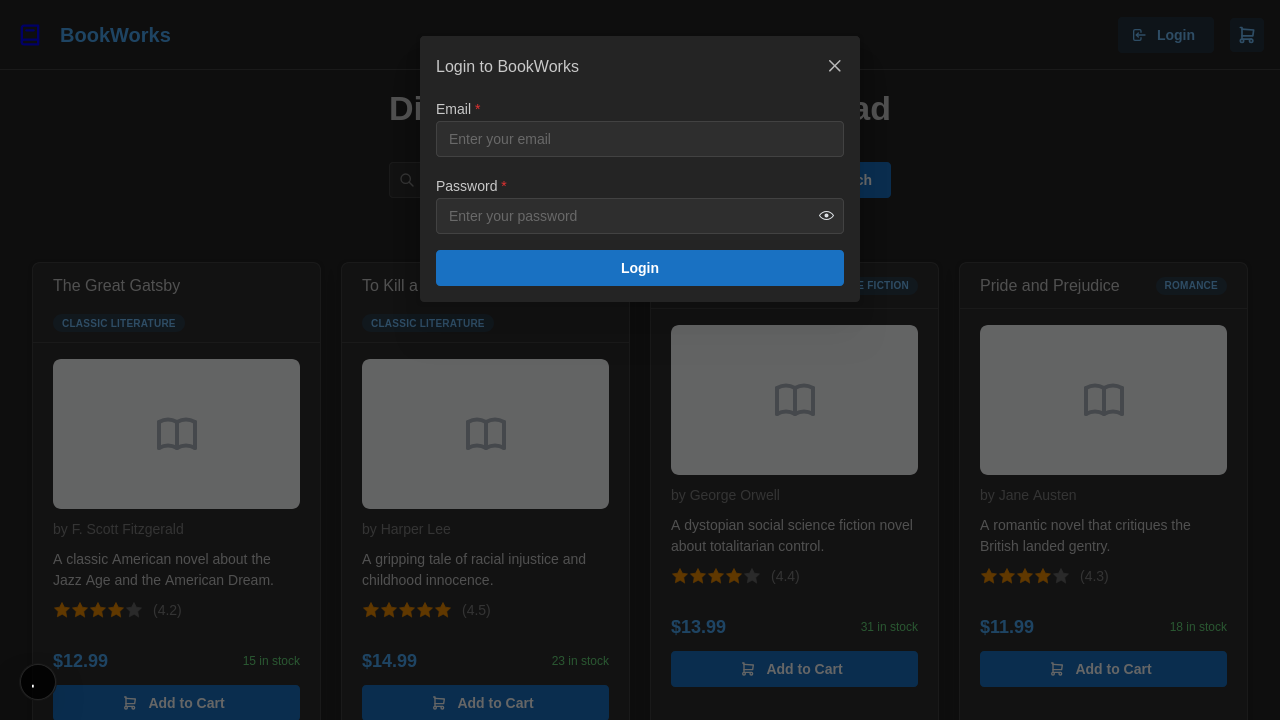 BookWorks
Login
Login to BookWorks
Email *
Enter your email
Password *
Enter your password
Login
The Great Gatsby
CLASSIC LITERATURE
by F. Scott Fitzgerald
A classic American novel about the
Jazz Age and the American Dream.
(4.2)
$12.99
15 in stock
Add to Cart
To Kill a
CLASSIC LITERATURE
by Harper Lee
A gripping tale of racial injustice and
childhood innocence.
(4.5)
$14.99
23 in stock
Add to Cart
FICTION
by George Orwell
A dystopian social science fiction novel
about totalitarian control.
(4.4)
$13.99
31 in stock
Add to Cart
Pride and Prejudice
ROMANCE
by Jane Austen
A romantic novel that critiques the
British landed gentry.
(4.3)
$11.99
18 in stock
Add to Cart